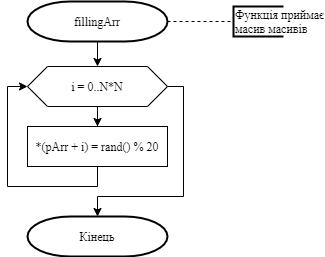 fillingArr
Функція приймає
масив масивів
i = 0..N*N
*(pArr + i) = rand() % 20
Кінець